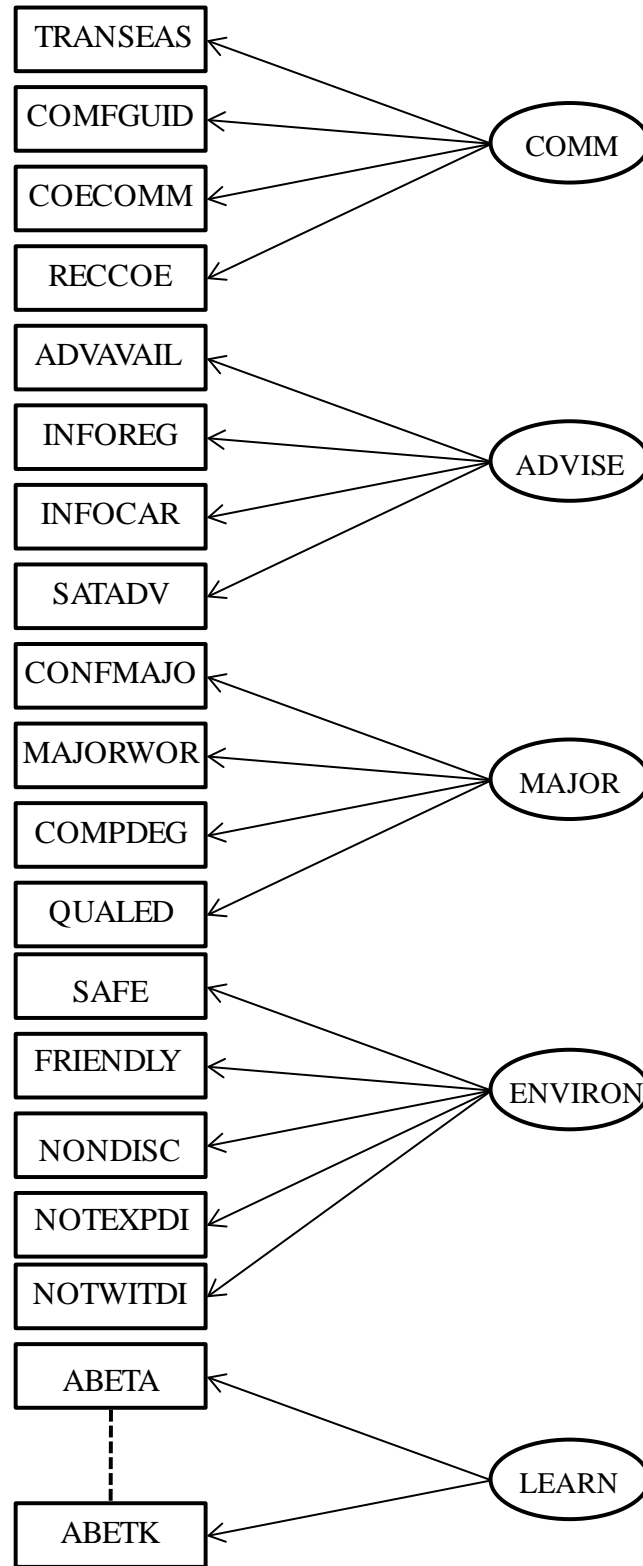 TRANSEAS
COMFGUID
COECOMM
RECCOE
COMM
ADVAVAIL
INFOREG
INFOCAR
SATADV
ADVISE
CONFMAJO
MAJORWOR
COMPDEG
QUALED
MAJOR
SAFE
FRIENDLY
NONDISC
NOTEXPDI
NOTWITDI
ENVIRON
ABETA
ABETK
LEARN